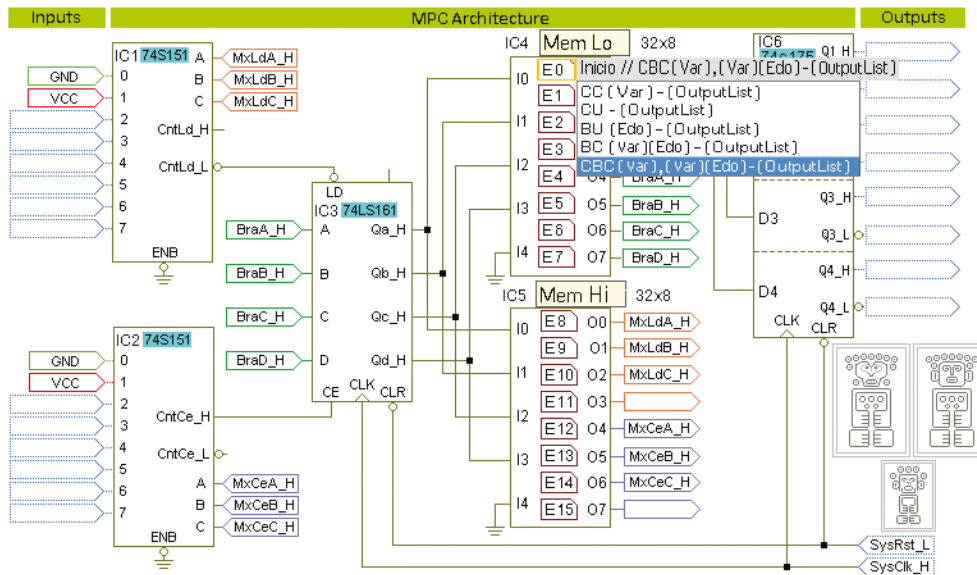 Inputs
MPC Architecture
Outputs
IC1 74S151
A
MxLdA_H
B
MxLdB_H
C
MxLdC_H
GND
0
VCC
1
2
3
4
5
6
7
CntLd_H
CntLd_L
ENB
IC4 Mem Lo 32x8
I0
I1
I2
I3
I4
E0
E1
E2
E3
E4
E5
E6
E7
Inicio // CBC(Var),(Var)(Edo)-(OutputList)
CC (Var)-(OutputList)
CU - (OutputList)
BU (Edo)-(OutputList)
BC (Var)(Edo)-(OutputList)
CBC(Var),(Var)(Edo)-(OutputList)
O4 BraA_H
O5 BraB_H
O6 BraC_H
O7 BraD_H
IC6
Q1_H
D3
Q3_H
Q3_L
D4
Q4_H
Q4_L
CLK
CLR
LD
IC3 74LS161
BraA_H A Qa_H
BraB_H B Qb_H
BraC_H C Qc_H
BraD_H D Qd_H
CE CLK CLR
IC5 Mem Hi 32x8
I0
I1
I2
I3
I4
E8 O0 MxLdA_H
E9 O1 MxLdB_H
E10 O2 MxLdC_H
E11 O3
E12 O4 MxCeA_H
E13 O5 MxCeB_H
E14 O6 MxCeC_H
E15 O7
IC2 74S151
GND
0
VCC
1
2
3
4
5
6
7
CntCe_H
CntCe_L
A MxCeA_H
B MxCeB_H
C MxCeC_H
ENB
SysRst_L
SysClk_H